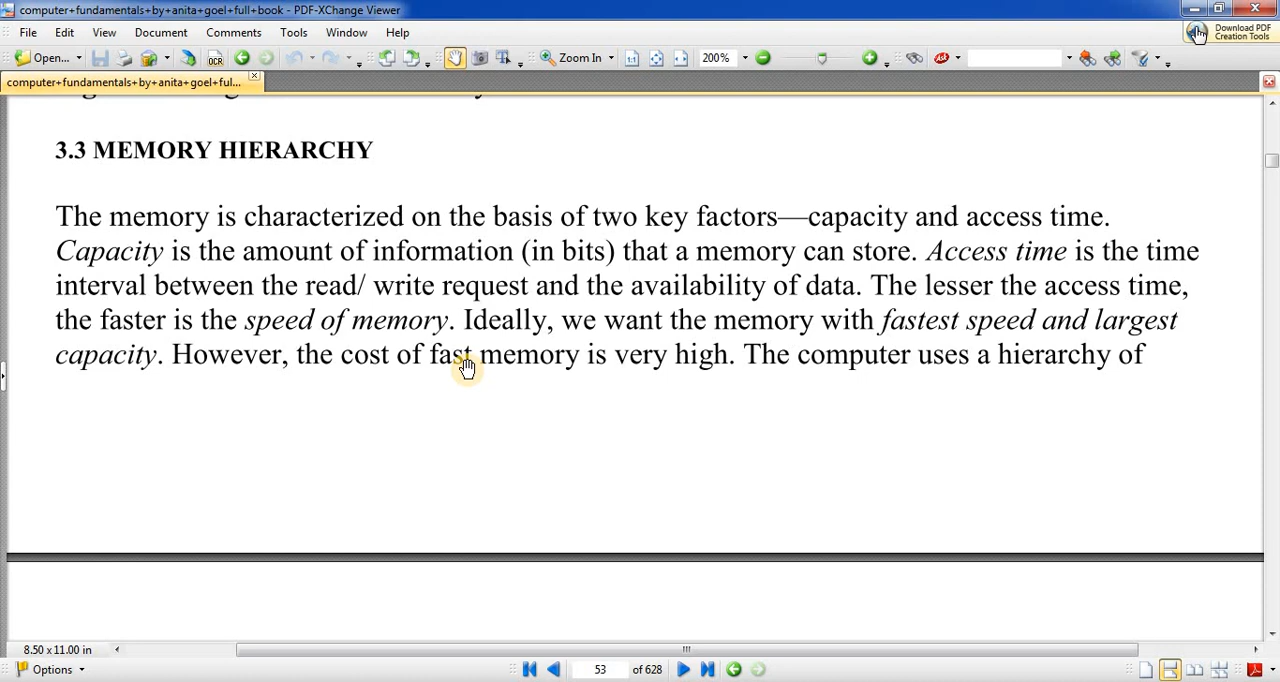 computer+fundamentals+by+anita+goel+full+book - PDF-XChange Viewer
File Edit View Document Comments Tools Window Help
Download PDF
Creation Tools
Open... OCR Zoom In 200%
computer+fundamentals+by+anita+goel+ful...
3.3 MEMORY HIERARCHY
The memory is characterized on the basis of two key factors—capacity and access time.
Capacity is the amount of information (in bits) that a memory can store. Access time is the time
interval between the read/ write request and the availability of data. The lesser the access time,
the faster is the speed of memory. Ideally, we want the memory with fastest speed and largest
capacity. However, the cost of fast memory is very high. The computer uses a hierarchy of
8.50 x 11.00 in
Options 53 of 628